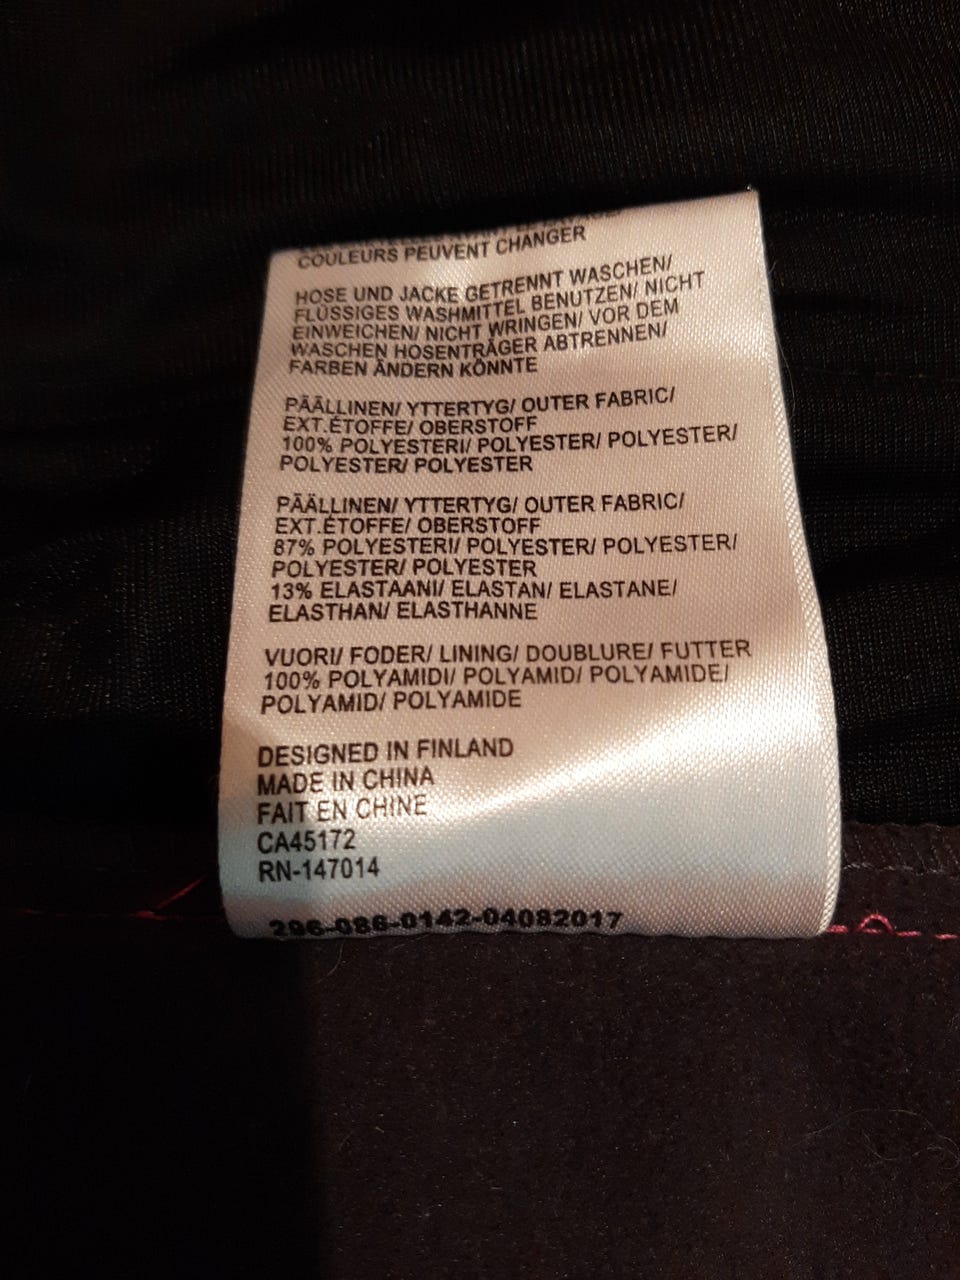 COULEURS PEUVENT CHANGER
HOSE UND JACKE GETRENNT WASCHEN/
FLÜSSIGES WASHMITTEL BENUTZEN/ NICHT
EINWEICHEN/ NICHT WRINGEN/ VOR DEM
WASCHEN HOSENTRÄGER ABTRENNEN/
FARBEN ÄNDERN KÖNNTE
PÄÄLLINEN/ YTTERTYG/ OUTER FABRIC/
EXT.ÉTOFFE/ OBERSTOFF
100% POLYESTERI/ POLYESTER/ POLYESTER/
POLYESTER/ POLYESTER
PÄÄLLINEN/ YTTERTYG/ OUTER FABRIC/
EXT.ÉTOFFE/ OBERSTOFF
87% POLYESTERI/ POLYESTER/ POLYESTER/
POLYESTER/ POLYESTER
13% ELASTAANI/ ELASTAN/ ELASTANE/
ELASTHAN/ ELASTHANNE
VUORI/ FODER/ LINING/ DOUBLURE/ FUTTER
100% POLYAMIDI/ POLYAMID/ POLYAMIDE/
POLYAMID/ POLYAMIDE
DESIGNED IN FINLAND
MADE IN CHINA
FAIT EN CHINE
CA45172
RN-147014
296-086-0142-04082017